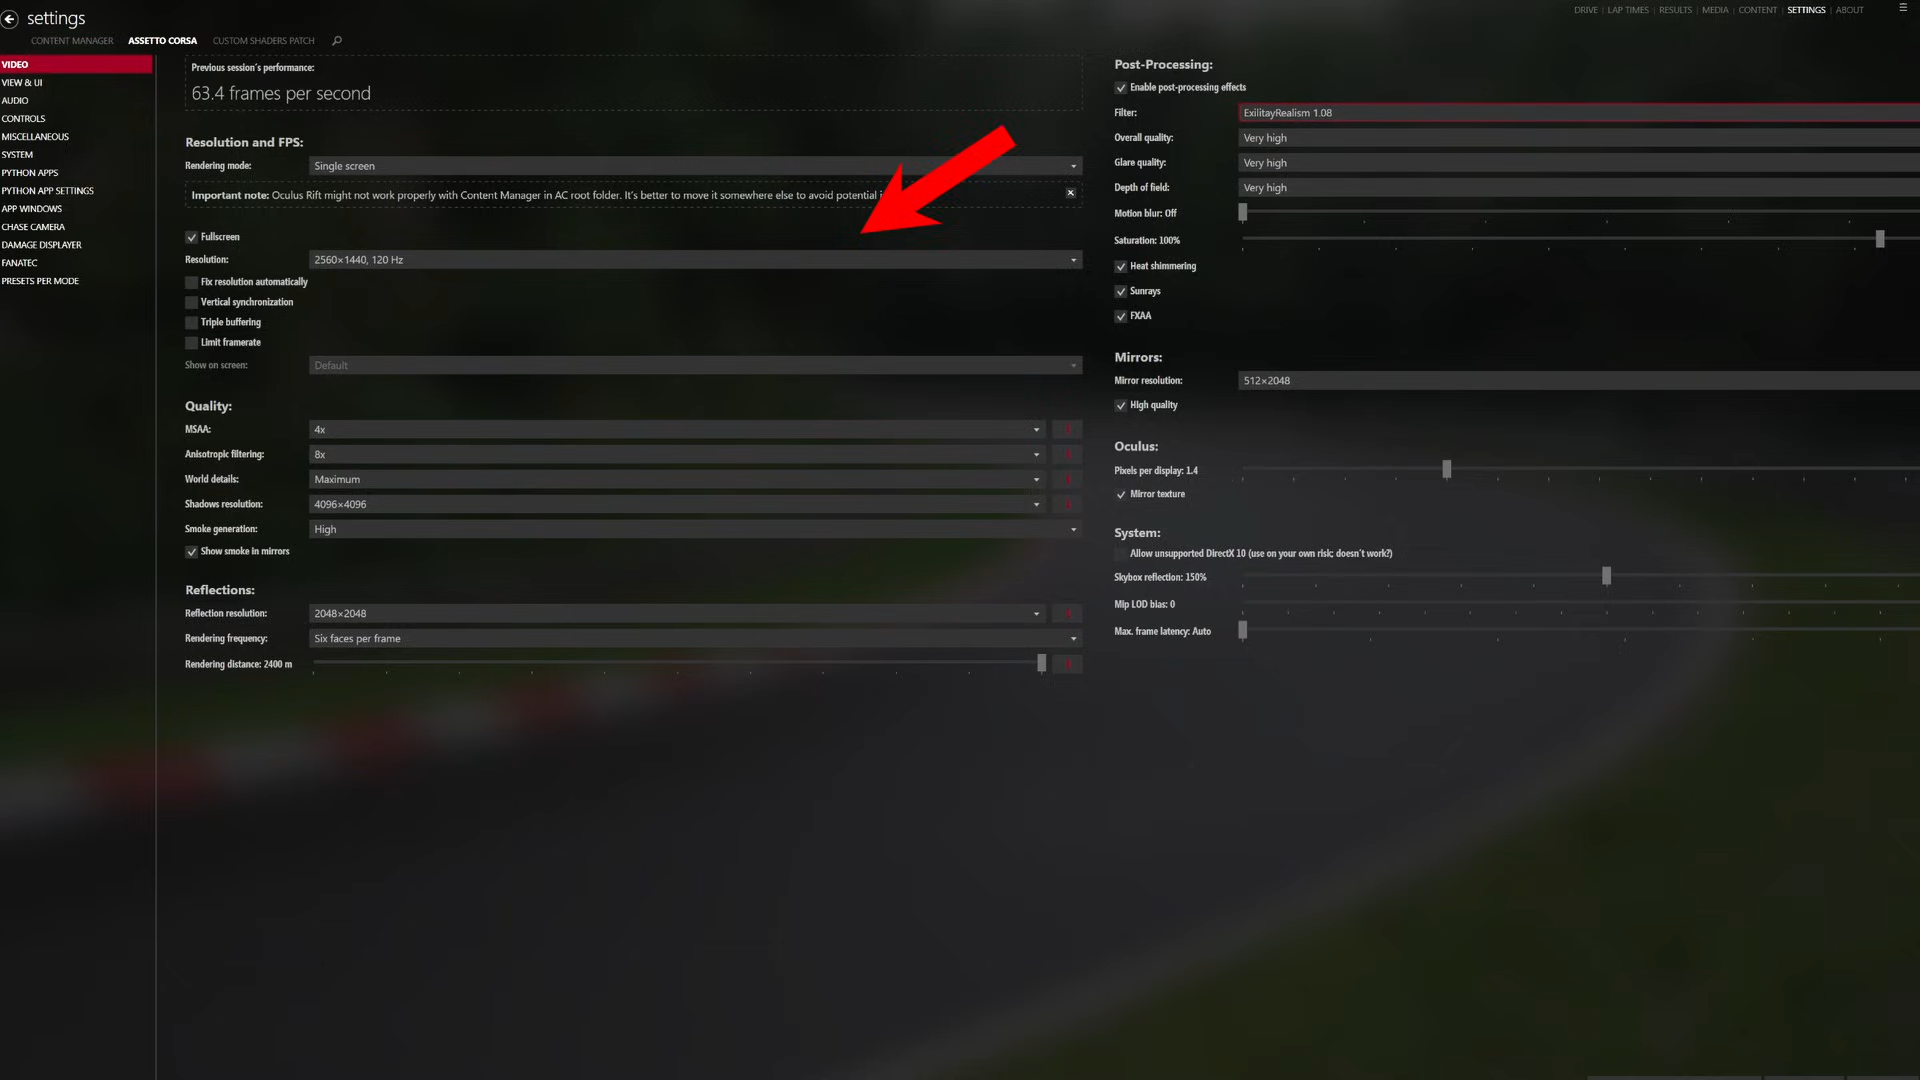 settings
DRIVE | LAP TIMES | RESULTS | MEDIA | CONTENT | SETTINGS | ABOUT
CONTENT MANAGER ASSETTO CORSA CUSTOM SHADERS PATCH
VIDEO
VIEW & UI
AUDIO
CONTROLS
MISCELLANEOUS
SYSTEM
PYTHON APPS
PYTHON APP SETTINGS
APP WINDOWS
CHASE CAMERA
DAMAGE DISPLAYER
FANATEC
PRESETS PER MODE
Previous session's performance:
63.4 frames per second
Resolution and FPS:
Rendering mode: Single screen
Important note: Oculus Rift might not work properly with Content Manager in AC root folder. It's better to move it somewhere else to avoid potential
Fullscreen
Resolution: 2560×1440, 120 Hz
Fix resolution automatically
Vertical synchronization
Triple buffering
Limit framerate
Show on screen: Default
Quality:
MSAA: 4x
Anisotropic filtering: 8x
World details: Maximum
Shadows resolution: 4096×4096
Smoke generation: High
Show smoke in mirrors
Reflections:
Reflection resolution: 2048×2048
Rendering frequency: Six faces per frame
Rendering distance: 2400 m
Post-Processing:
Enable post-processing effects
Filter: ExilitayRealism 1.08
Overall quality: Very high
Glare quality: Very high
Depth of field: Very high
Motion blur: Off
Saturation: 100%
Heat shimmering
Sunrays
FXAA
Mirrors:
Mirror resolution: 512×2048
High quality
Oculus:
Pixels per display: 1.4
Mirror texture
System:
Allow unsupported DirectX 10 (use on your own risk; doesn't work?)
Skybox reflection: 150%
Mip LOD bias: 0
Max. frame latency: Auto